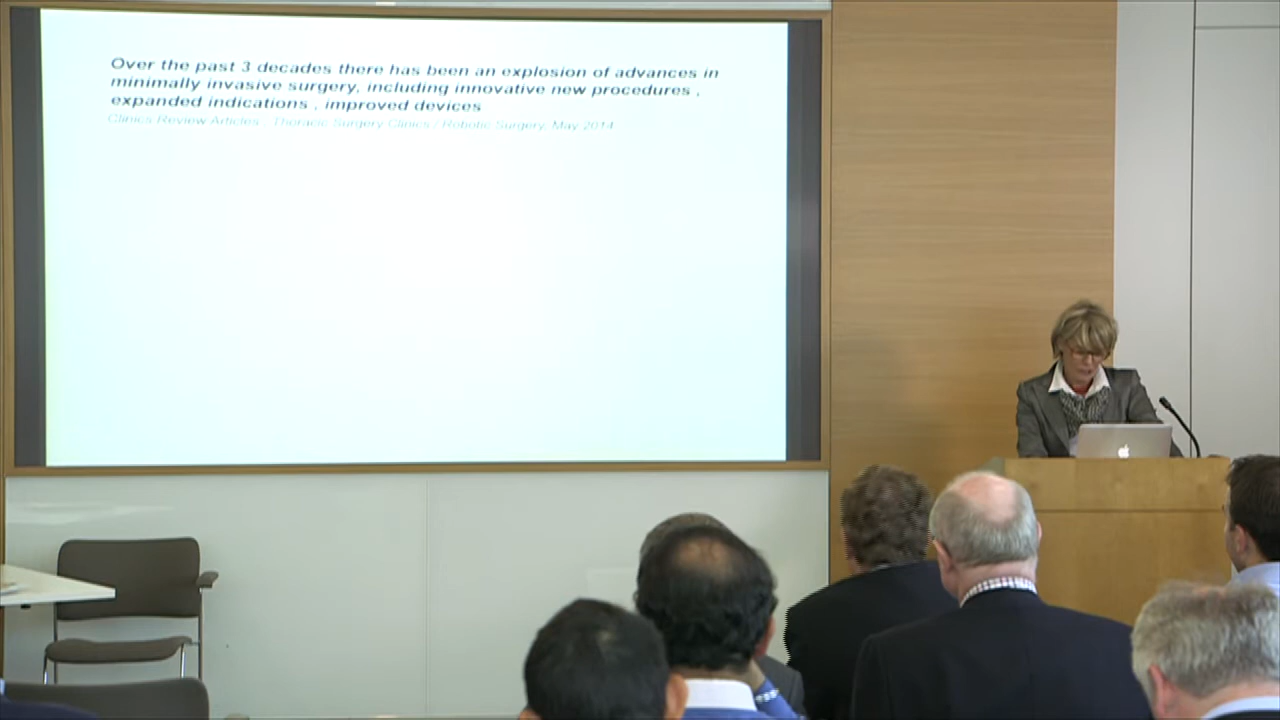 Over the past 3 decades there has been an explosion of advances in
minimally invasive surgery, including innovative new procedures ,
expanded indications , improved devices
Clinics Review Articles , Thoracic Surgery Clinics / Robotic Surgery, May 2014